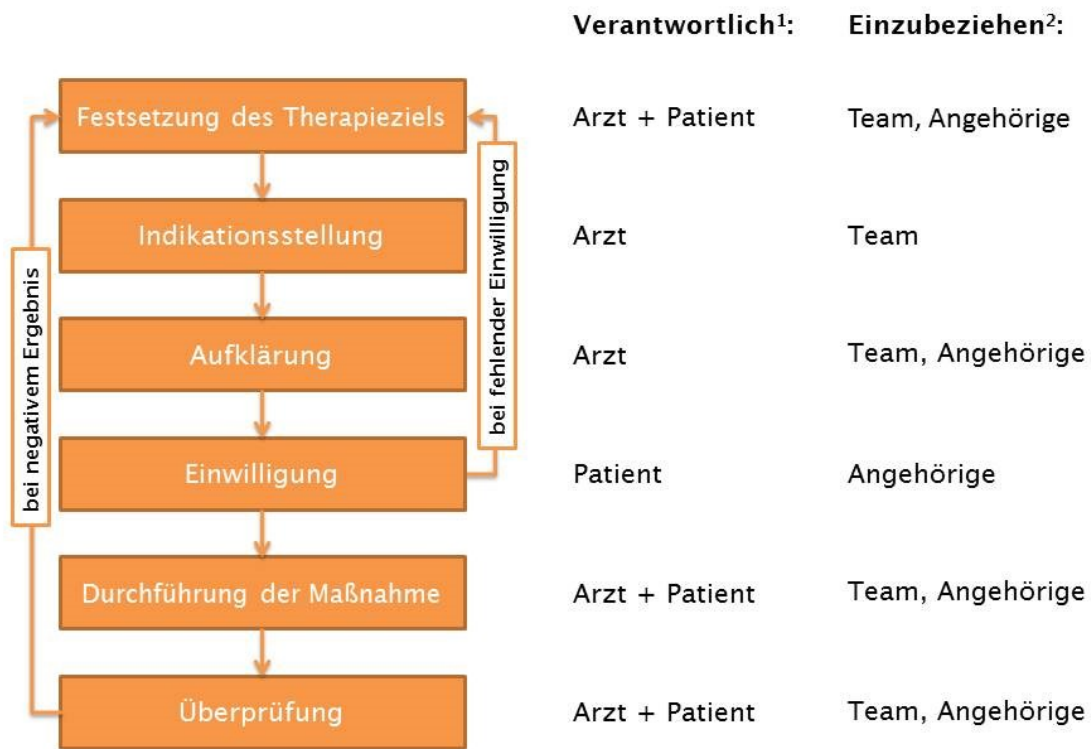 Verantwortlich¹: Einzubeziehen²:
Festsetzung des Therapieziels Arzt + Patient Team, Angehörige
Indikationsstellung Arzt Team
Aufklärung Arzt Team, Angehörige
Einwilligung Patient Angehörige
Durchführung der Maßnahme Arzt + Patient Team, Angehörige
Überprüfung Arzt + Patient Team, Angehörige
bei negativem Ergebnis
bei fehlender Einwilligung